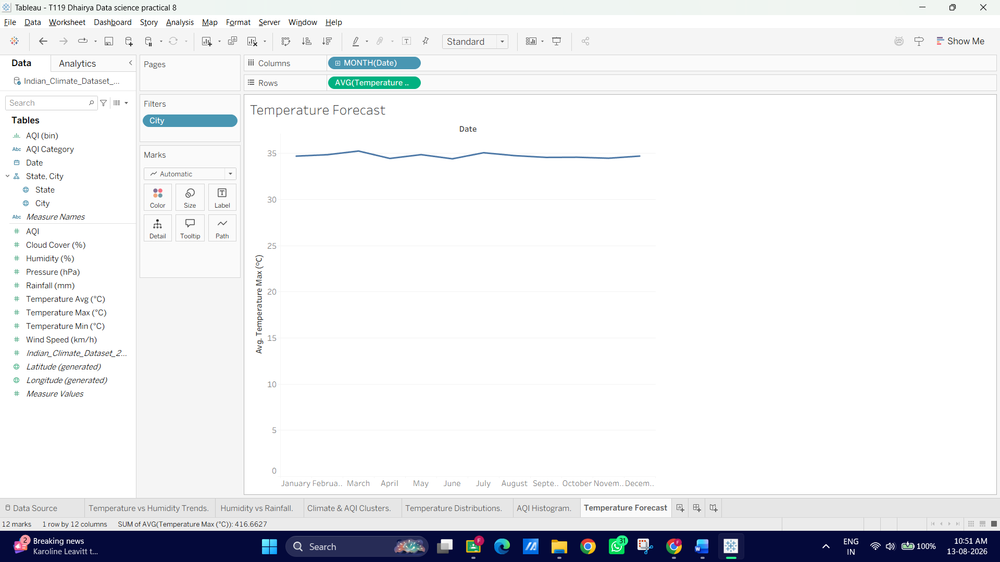 Tableau - T119 Dhairya Data science practical 8
File Data Worksheet Dashboard Story Analysis Map Format Server Window Help
Standard
Show Me
Data
Analytics
Indian_Climate_Dataset_...
Search
Tables
AQI (bin)
Abc AQI Category
Date
State, City
State
City
Abc Measure Names
AQI
Cloud Cover (%)
Humidity (%)
Pressure (hPa)
Rainfall (mm)
Temperature Avg (°C)
Temperature Max (°C)
Temperature Min (°C)
Wind Speed (km/h)
Indian_Climate_Dataset_2...
Latitude (generated)
Longitude (generated)
Measure Values
Pages
Filters
City
Marks
Automatic
Color Size Label
Detail Tooltip Path
Columns
MONTH(Date)
Rows
AVG(Temperature ..
Temperature Forecast
Date
35
30
25
20
15
10
5
0
Avg. Temperature Max (°C)
January Februa.. March April May June July August Septe.. October Novem.. Decem..
Data Source Temperature vs Humidity Trends. Humidity vs Rainfall. Climate & AQI Clusters. Temperature Distributions. AQI Histogram. Temperature Forecast
12 marks 1 row by 12 columns SUM of AVG(Temperature Max (°C)): 416.6627
2
Breaking news
Karoline Leavitt t...
Search
F
31
F
W
ENG
IN
100%
10:51 AM
13-08-2026